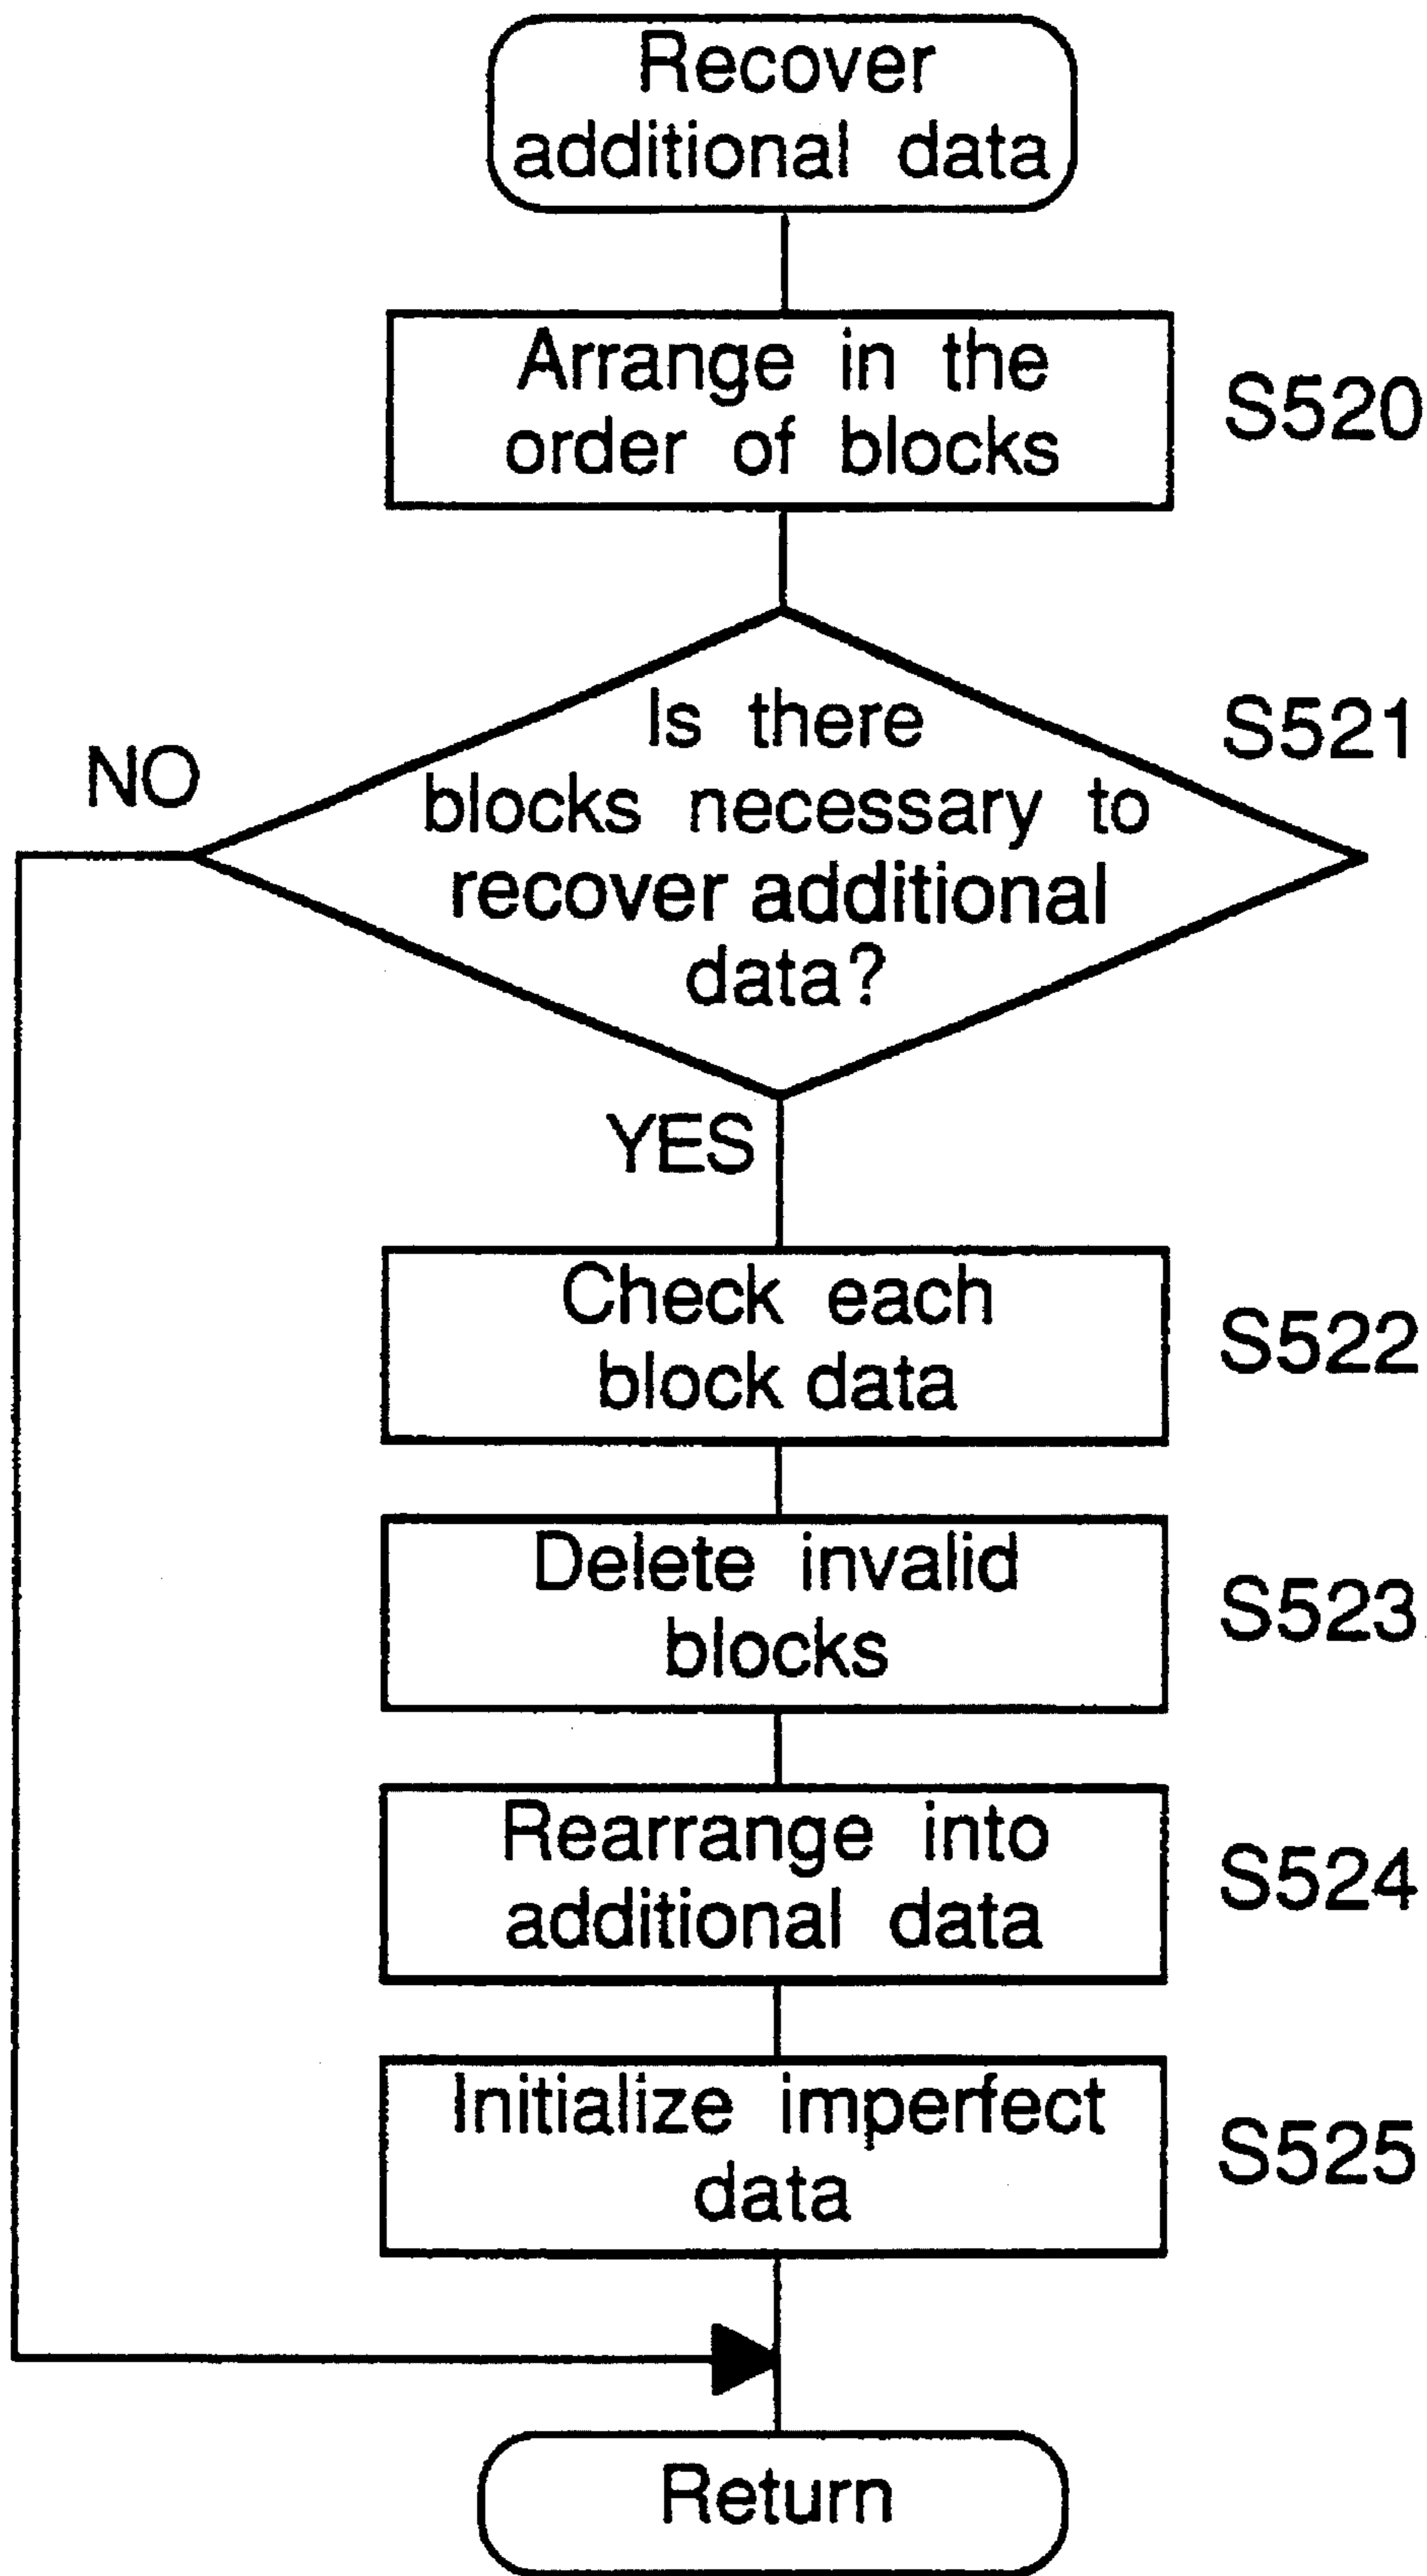 Recover
additional data
Arrange in the
order of blocks
S520
Is there
blocks necessary to
recover additional
data?
S521
NO
YES
Check each
block data
S522
Delete invalid
blocks
S523
Rearrange into
additional data
S524
Initialize imperfect
data
S525
Return